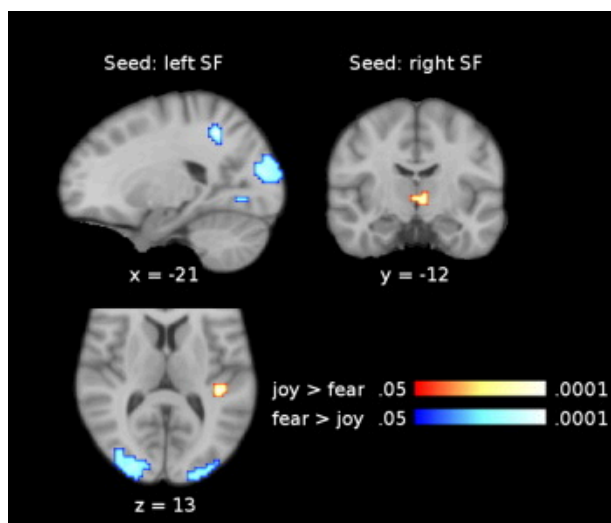 Seed: left SF
Seed: right SF
x = -21
y = -12
joy > fear .05 .0001
fear > joy .05 .0001
z = 13